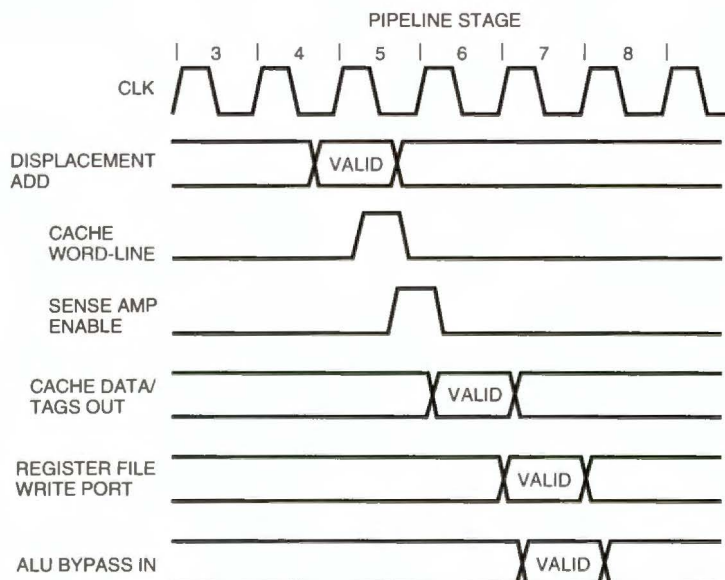 PIPELINE STAGE
| 3 | 4 | 5 | 6 | 7 | 8 |
CLK
DISPLACEMENT
ADD
VALID
CACHE
WORD-LINE
SENSE AMP
ENABLE
CACHE DATA/
TAGS OUT
VALID
REGISTER FILE
WRITE PORT
VALID
ALU BYPASS IN
VALID